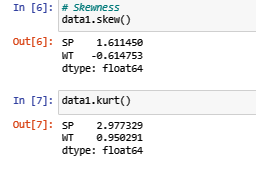 In [6]: # Skewness
data1.skew()
Out[6]: SP    1.611450
WT   -0.614753
dtype: float64
In [7]: data1.kurt()
Out[7]: SP    2.977329
WT    0.950291
dtype: float64